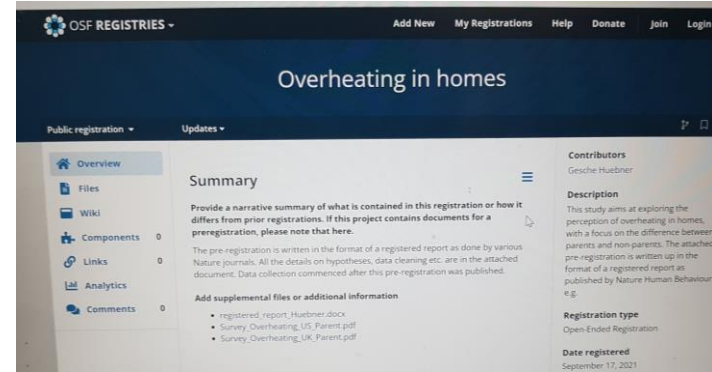 OSF REGISTRIES
Add New My Registrations Help Donate Join Login
Overheating in homes
Public registration Updates
Overview
Files
Wiki
Components 0
Links 0
Analytics
Comments 0
Summary
Provide a narrative summary of what is contained in this registration or how it
differs from prior registrations. If this project contains documents for a
preregistration, please note that here.
The pre-registration is written in the format of a registered report as done by various
Nature journals. All the details on hypotheses, data cleaning etc. are in the attached
document. Data collection commenced after this pre-registration was published.
Add supplemental files or additional information
registered_report_Huebner.docx
Survey_Overheating_US_Parent.pdf
Survey_Overheating_UK_Parent.pdf
Contributors
Gesche Huebner
Description
This study aims at exploring the
perception of overheating in homes,
with a focus on the difference between
parents and non-parents. The attached
pre-registration is written up in the
format of a registered report as
published by Nature Human Behaviour
e.g.
Registration type
Open-Ended Registration
Date registered
September 17, 2021